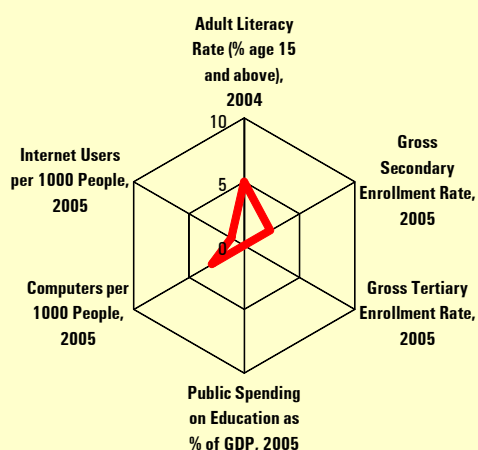 Adult Literacy
Rate (% age 15
and above),
2004
10
Gross
Secondary
Enrollment Rate,
2005
Internet Users
per 1000 People,
2005
5
0
Computers per
1000 People,
2005
Gross Tertiary
Enrollment Rate,
2005
Public Spending
on Education as
% of GDP, 2005